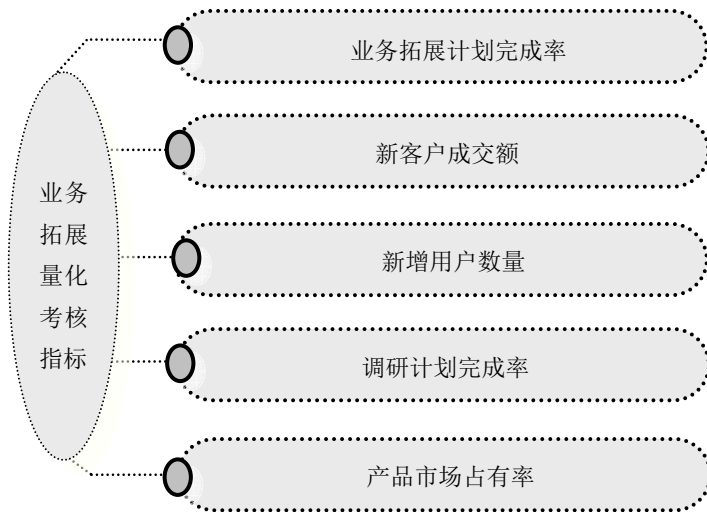 业务
拓展
量化
考核
指标
业务拓展计划完成率
新客户成交额
新增用户数量
调研计划完成率
产品市场占有率